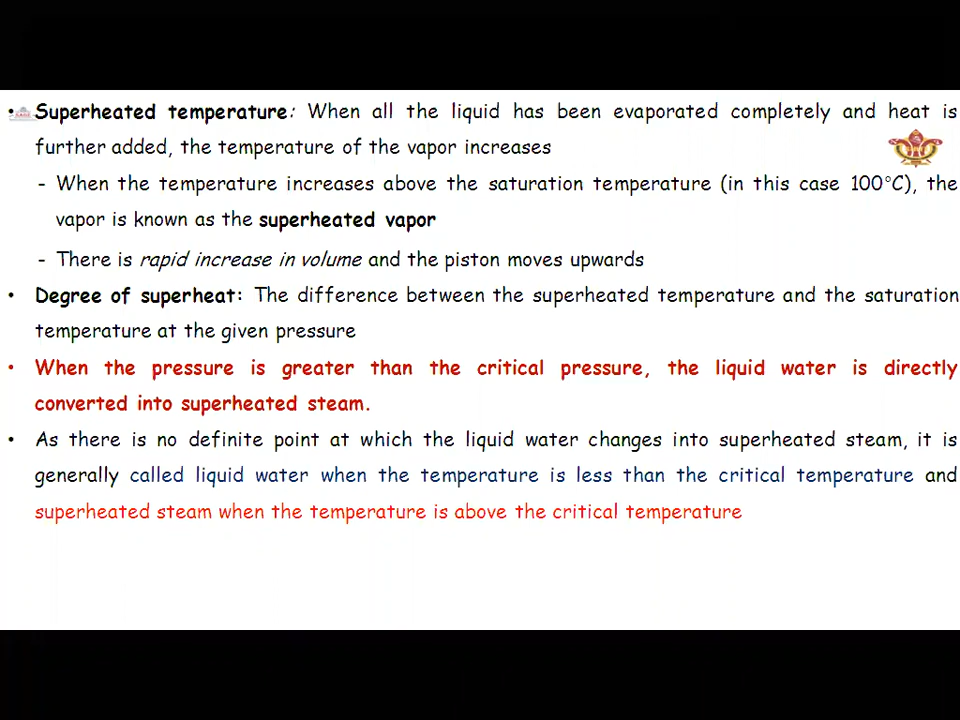 • Superheated temperature: When all the liquid has been evaporated completely and heat is
further added, the temperature of the vapor increases
- When the temperature increases above the saturation temperature (in this case 100°C), the
vapor is known as the superheated vapor
- There is rapid increase in volume and the piston moves upwards
• Degree of superheat: The difference between the superheated temperature and the saturation
temperature at the given pressure
• When the pressure is greater than the critical pressure, the liquid water is directly
converted into superheated steam.
• As there is no definite point at which the liquid water changes into superheated steam, it is
generally called liquid water when the temperature is less than the critical temperature and
superheated steam when the temperature is above the critical temperature